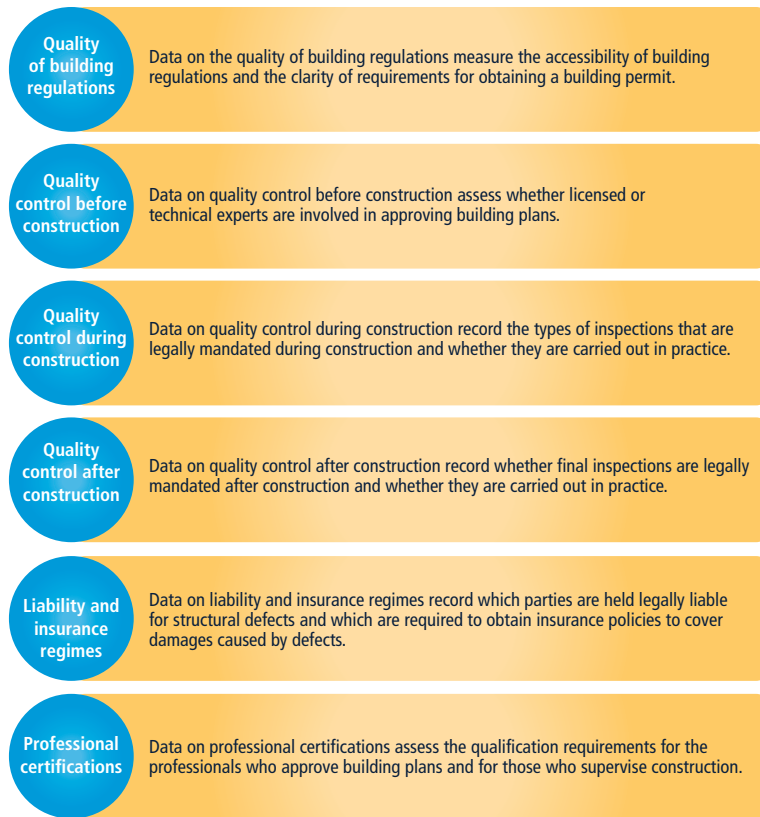 Quality
of building
regulations
Data on the quality of building regulations measure the accessibility of building
regulations and the clarity of requirements for obtaining a building permit.
Quality
control before
construction
Data on quality control before construction assess whether licensed or
technical experts are involved in approving building plans.
Quality
control during
construction
Data on quality control during construction record the types of inspections that are
legally mandated during construction and whether they are carried out in practice.
Quality
control after
construction
Data on quality control after construction record whether final inspections are legally
mandated after construction and whether they are carried out in practice.
Liability and
insurance
regimes
Data on liability and insurance regimes record which parties are held legally liable
for structural defects and which are required to obtain insurance policies to cover
damages caused by defects.
Professional
certifications
Data on professional certifications assess the qualification requirements for the
professionals who approve building plans and for those who supervise construction.